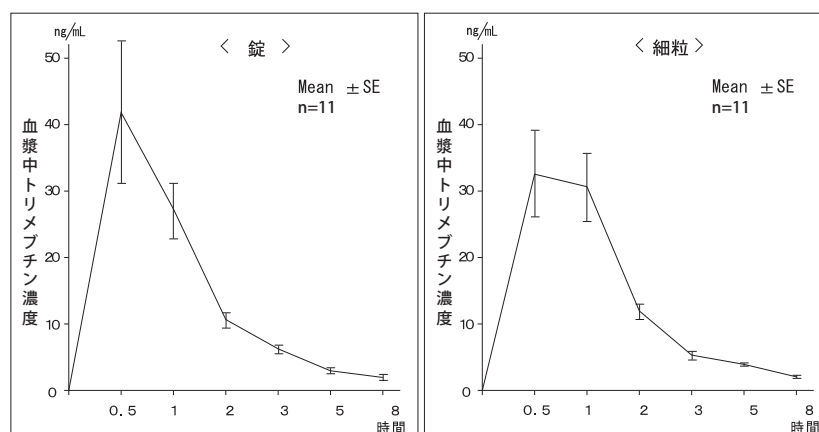 ng/mL
〈 錠 〉
Mean ±SE
n=11
50
40
30
20
10
0
血漿中トリメブチン濃度
0.5 1 2 3 5 8
時間
ng/mL
〈 細粒 〉
Mean ±SE
n=11
50
40
30
20
10
0
血漿中トリメブチン濃度
0.5 1 2 3 5 8
時間